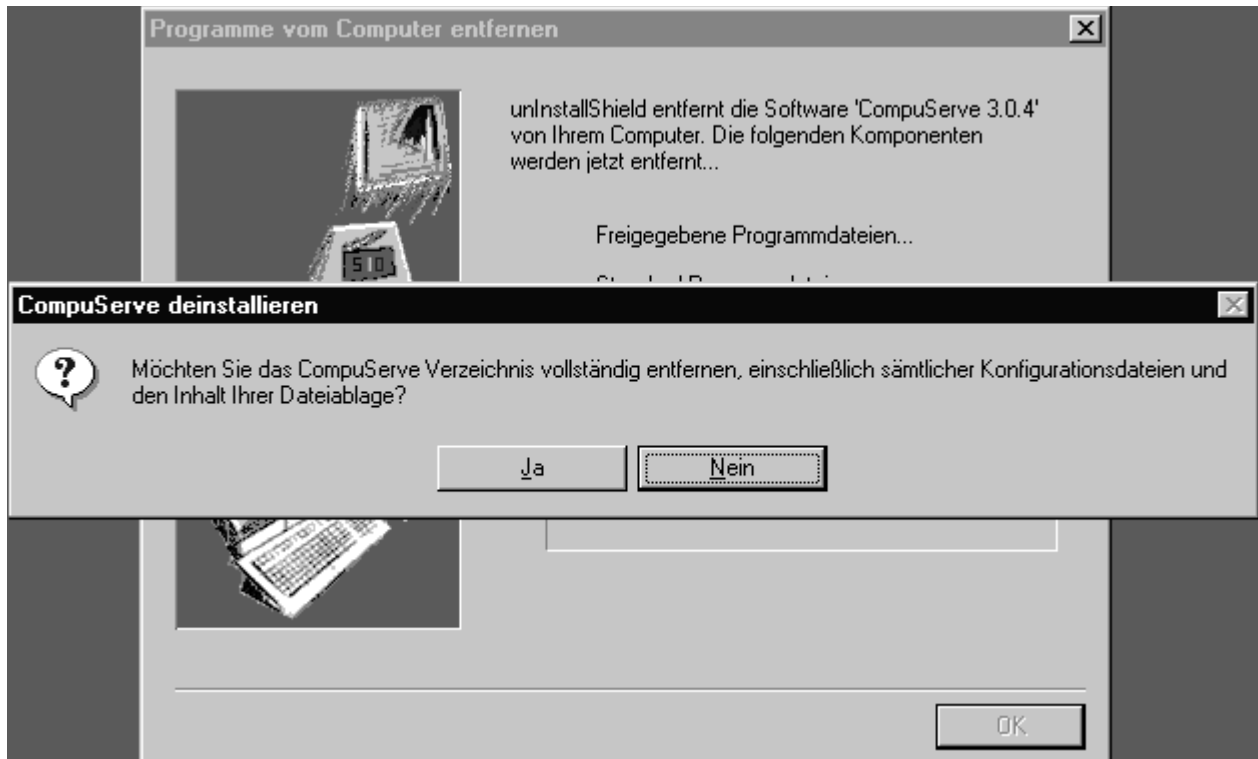 Programme vom Computer entfernen
unInstallShield entfernt die Software 'CompuServe 3.0.4'
von Ihrem Computer. Die folgenden Komponenten
werden jetzt entfernt...
Freigegebene Programmdateien...
CompuServe deinstallieren
Möchten Sie das CompuServe Verzeichnis vollständig entfernen, einschließlich sämtlicher Konfigurationsdateien und
den Inhalt Ihrer Dateiablage?
Ja
Nein
OK